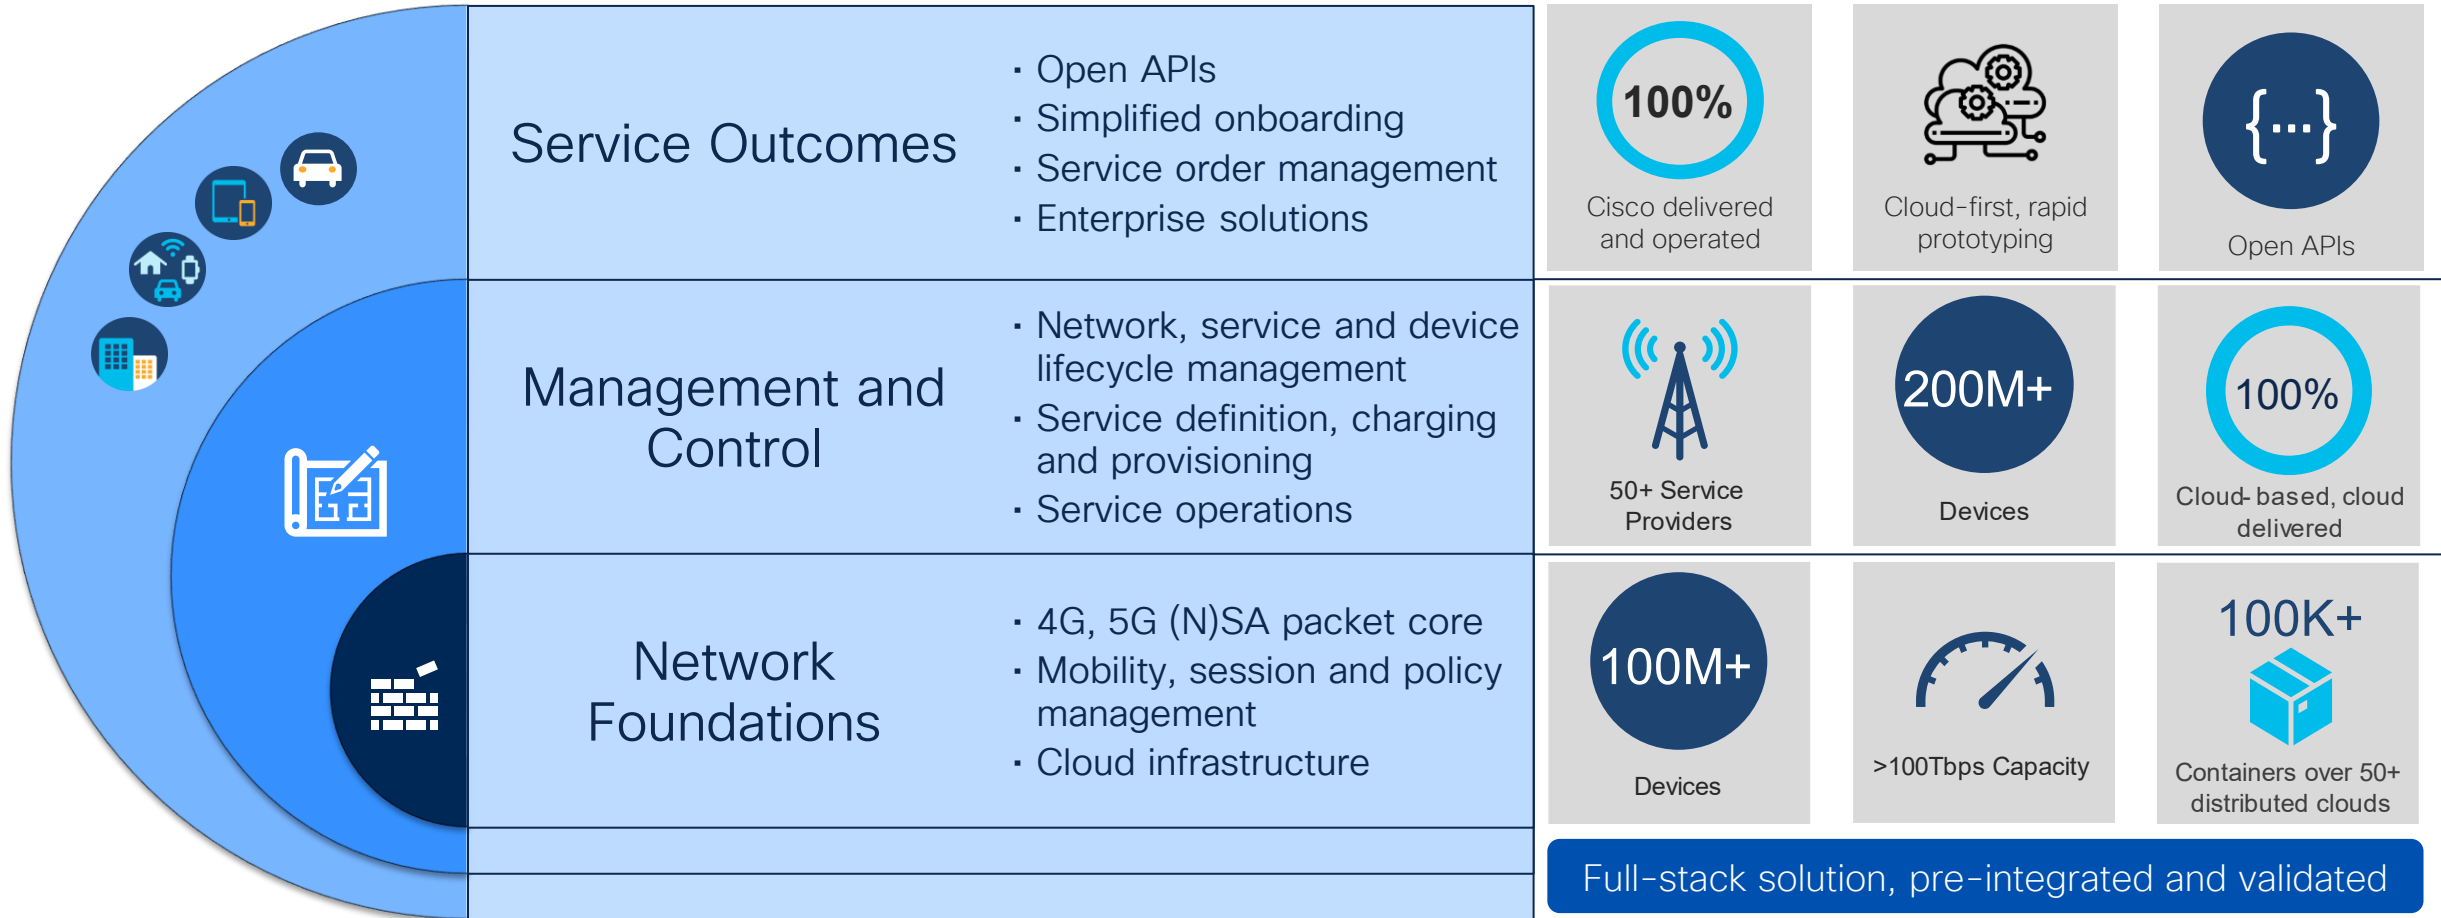 Service Outcomes
· Open APIs
· Simplified onboarding
· Service order management
· Enterprise solutions
100%
Cisco delivered
and operated
Cloud-first, rapid
prototyping
{...}
Open APIs
Management and
Control
· Network, service and device
lifecycle management
· Service definition, charging
and provisioning
· Service operations
50+ Service
Providers
200M+
Devices
100%
Cloud- based, cloud
delivered
Network
Foundations
· 4G, 5G (N)SA packet core
· Mobility, session and policy
management
· Cloud infrastructure
100M+
Devices
>100Tbps Capacity
100K+
Containers over 50+
distributed clouds
Full-stack solution, pre-integrated and validated